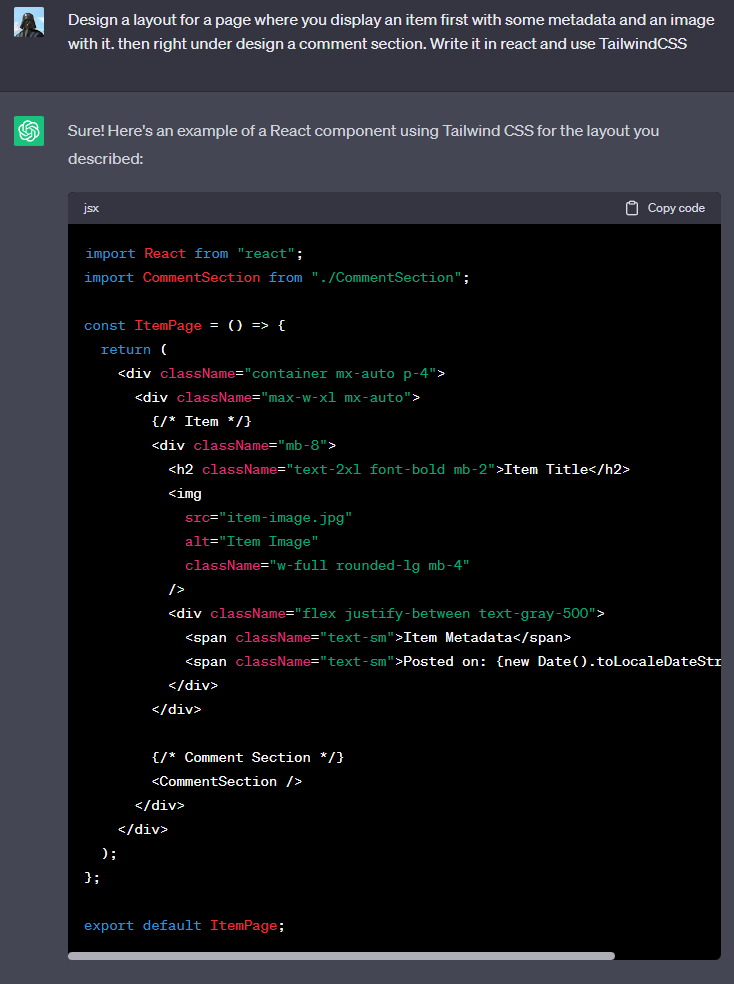 Design a layout for a page where you display an item first with some metadata and an image
with it. then right under design a comment section. Write it in react and use TailwindCSS
Sure! Here's an example of a React component using Tailwind CSS for the layout you
described:
jsx
Copy code
import React from "react";
import CommentSection from "./CommentSection";
const ItemPage = () => {
  return (
    <div className="container mx-auto p-4">
      <div className="max-w-xl mx-auto">
        {/* Item */}
        <div className="mb-8">
          <h2 className="text-2xl font-bold mb-2">Item Title</h2>
          <img
            src="item-image.jpg"
            alt="Item Image"
            className="w-full rounded-lg mb-4"
          />
          <div className="flex justify-between text-gray-500">
            <span className="text-sm">Item Metadata</span>
            <span className="text-sm">Posted on: {new Date().toLocaleDateStr
          </div>
        </div>
        {/* Comment Section */}
        <CommentSection />
      </div>
    </div>
  );
};
export default ItemPage;